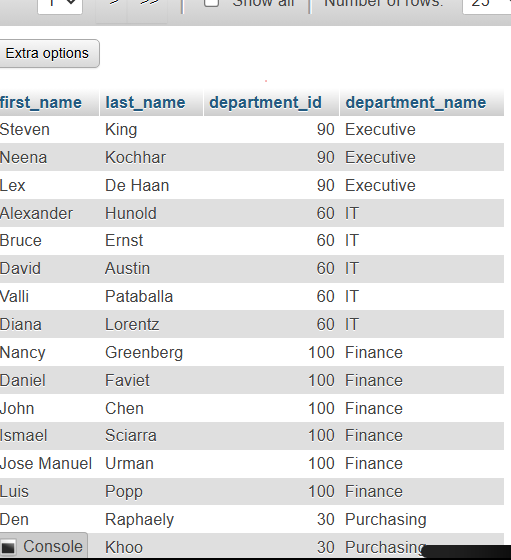 1 > >> Show all Number of rows: 25
Extra options
first_name last_name department_id department_name
Steven King 90 Executive
Neena Kochhar 90 Executive
Lex De Haan 90 Executive
Alexander Hunold 60 IT
Bruce Ernst 60 IT
David Austin 60 IT
Valli Pataballa 60 IT
Diana Lorentz 60 IT
Nancy Greenberg 100 Finance
Daniel Faviet 100 Finance
John Chen 100 Finance
Ismael Sciarra 100 Finance
Jose Manuel Urman 100 Finance
Luis Popp 100 Finance
Den Raphaely 30 Purchasing
Console Khoo 30 Purchasing